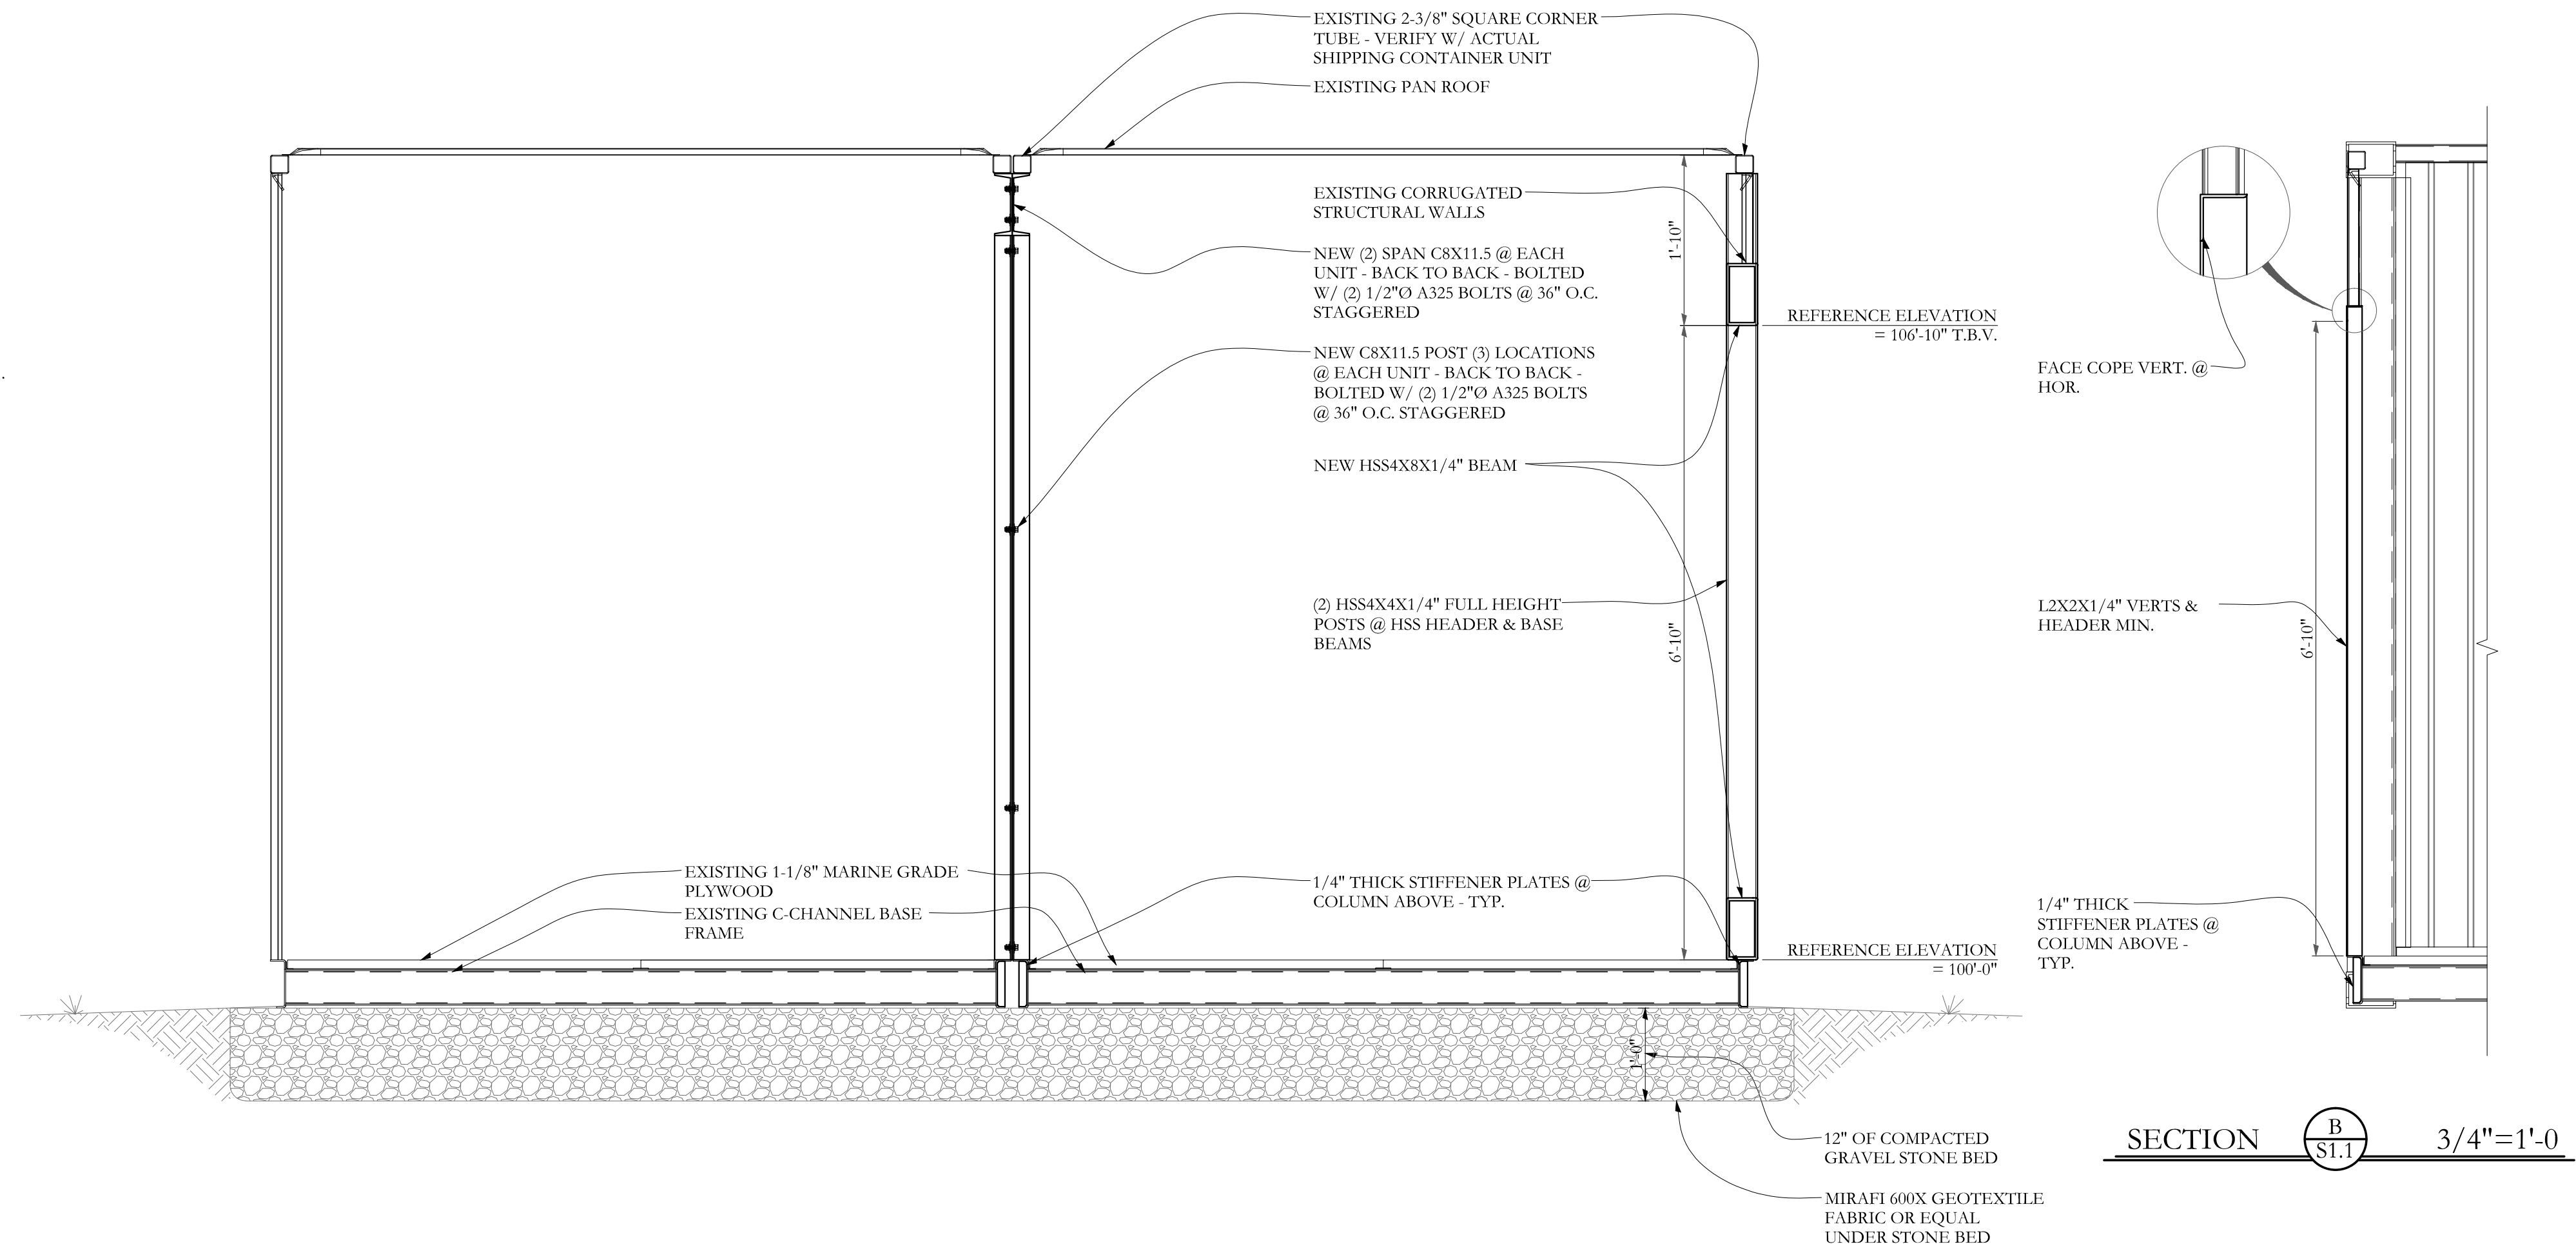 EXISTING 2-3/8" SQUARE CORNER
TUBE - VERIFY W/ ACTUAL
SHIPPING CONTAINER UNIT
EXISTING PAN ROOF
EXISTING CORRUGATED
STRUCTURAL WALLS
NEW (2) SPAN C8X11.5 @ EACH
UNIT - BACK TO BACK - BOLTED
W/ (2) 1/2"Ø A325 BOLTS @ 36" O.C.
STAGGERED
NEW C8X11.5 POST (3) LOCATIONS
@ EACH UNIT - BACK TO BACK -
BOLTED W/ (2) 1/2"Ø A325 BOLTS
@ 36" O.C. STAGGERED
NEW HSS4X8X1/4" BEAM
(2) HSS4X4X1/4" FULL HEIGHT
POSTS @ HSS HEADER & BASE
BEAMS
1/4" THICK STIFFENER PLATES @
COLUMN ABOVE - TYP.
EXISTING 1-1/8" MARINE GRADE
PLYWOOD
EXISTING C-CHANNEL BASE
FRAME
1'-10"
6'-10"
REFERENCE ELEVATION
= 106'-10" T.B.V.
REFERENCE ELEVATION
= 100'-0"
1'-0"
12" OF COMPACTED
GRAVEL STONE BED
MIRAFI 600X GEOTEXTILE
FABRIC OR EQUAL
UNDER STONE BED
FACE COPE VERT. @
HOR.
L2X2X1/4" VERTS &
HEADER MIN.
6'-10"
1/4" THICK
STIFFENER PLATES @
COLUMN ABOVE -
TYP.
SECTION B S1.1 3/4"=1'-0